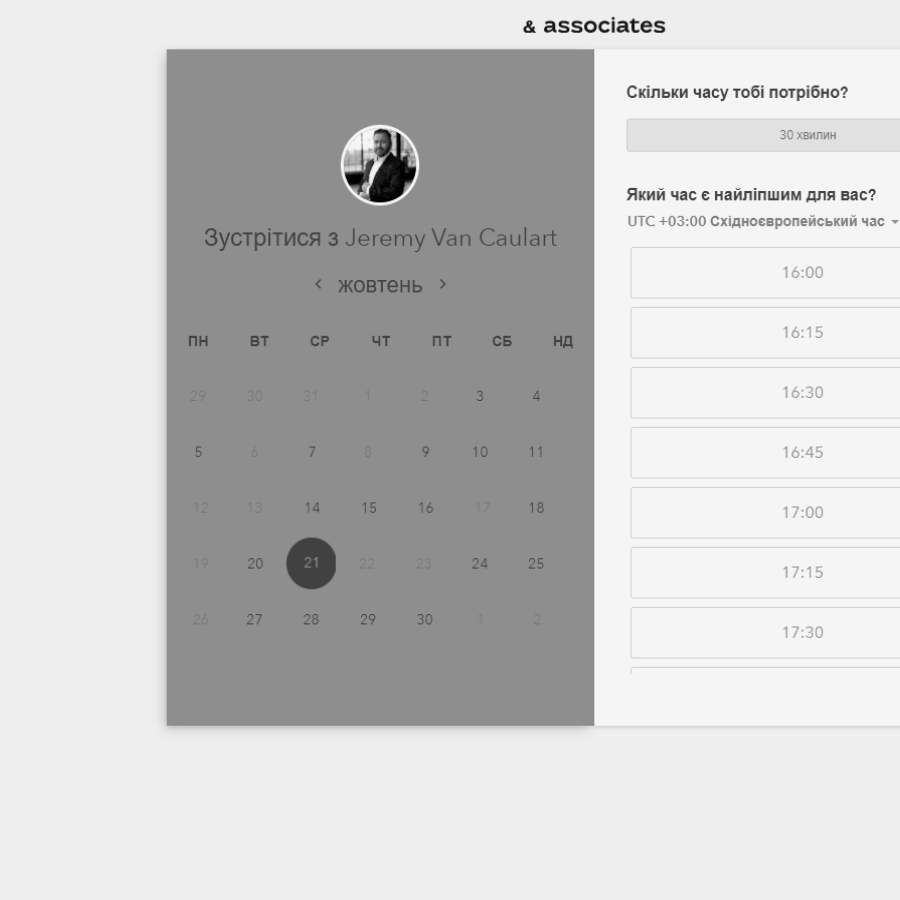 & associates
Зустрітися з Jeremy Van Caulart
жовтень
ПН ВТ СР ЧТ ПТ СБ НД
29 30 31 1 2 3 4
5 6 7 8 9 10 11
12 13 14 15 16 17 18
19 20 21 22 23 24 25
26 27 28 29 30 1 2
Скільки часу тобі потрібно?
30 хвилин
Який час є найліпшим для вас?
UTC +03:00 Східноєвропейський час
16:00
16:15
16:30
16:45
17:00
17:15
17:30